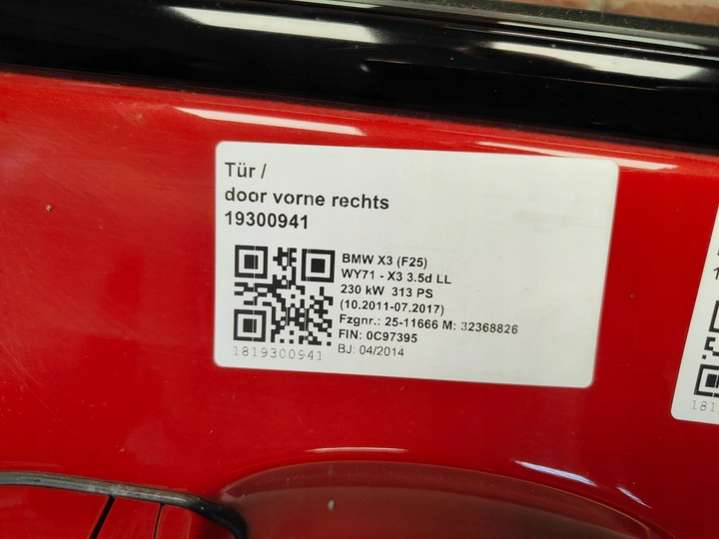 Tür /
door vorne rechts
19300941
BMW X3 (F25)
WY71 - X3 3.5d LL
230 kW 313 PS
(10.2011-07.2017)
Fzgnr.: 25-11666 M: 32368826
FIN: 0C97395
BJ: 04/2014
1819300941
181